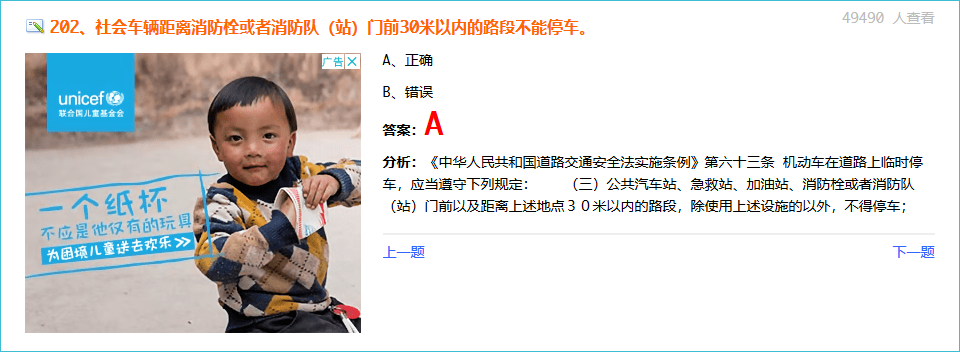 202、社会车辆距离消防栓或者消防队（站）门前30米以内的路段不能停车。
49490 人查看
广告
unicef
联合国儿童基金会
一个纸杯
不应是他仅有的玩具
为困境儿童送去欢乐
A、正确
B、错误
答案：A
分析：《中华人民共和国道路交通安全法实施条例》第六十三条 机动车在道路上临时停
车，应当遵守下列规定： （三）公共汽车站、急救站、加油站、消防栓或者消防队
（站）门前以及距离上述地点３０米以内的路段，除使用上述设施的以外，不得停车；
上一题
下一题